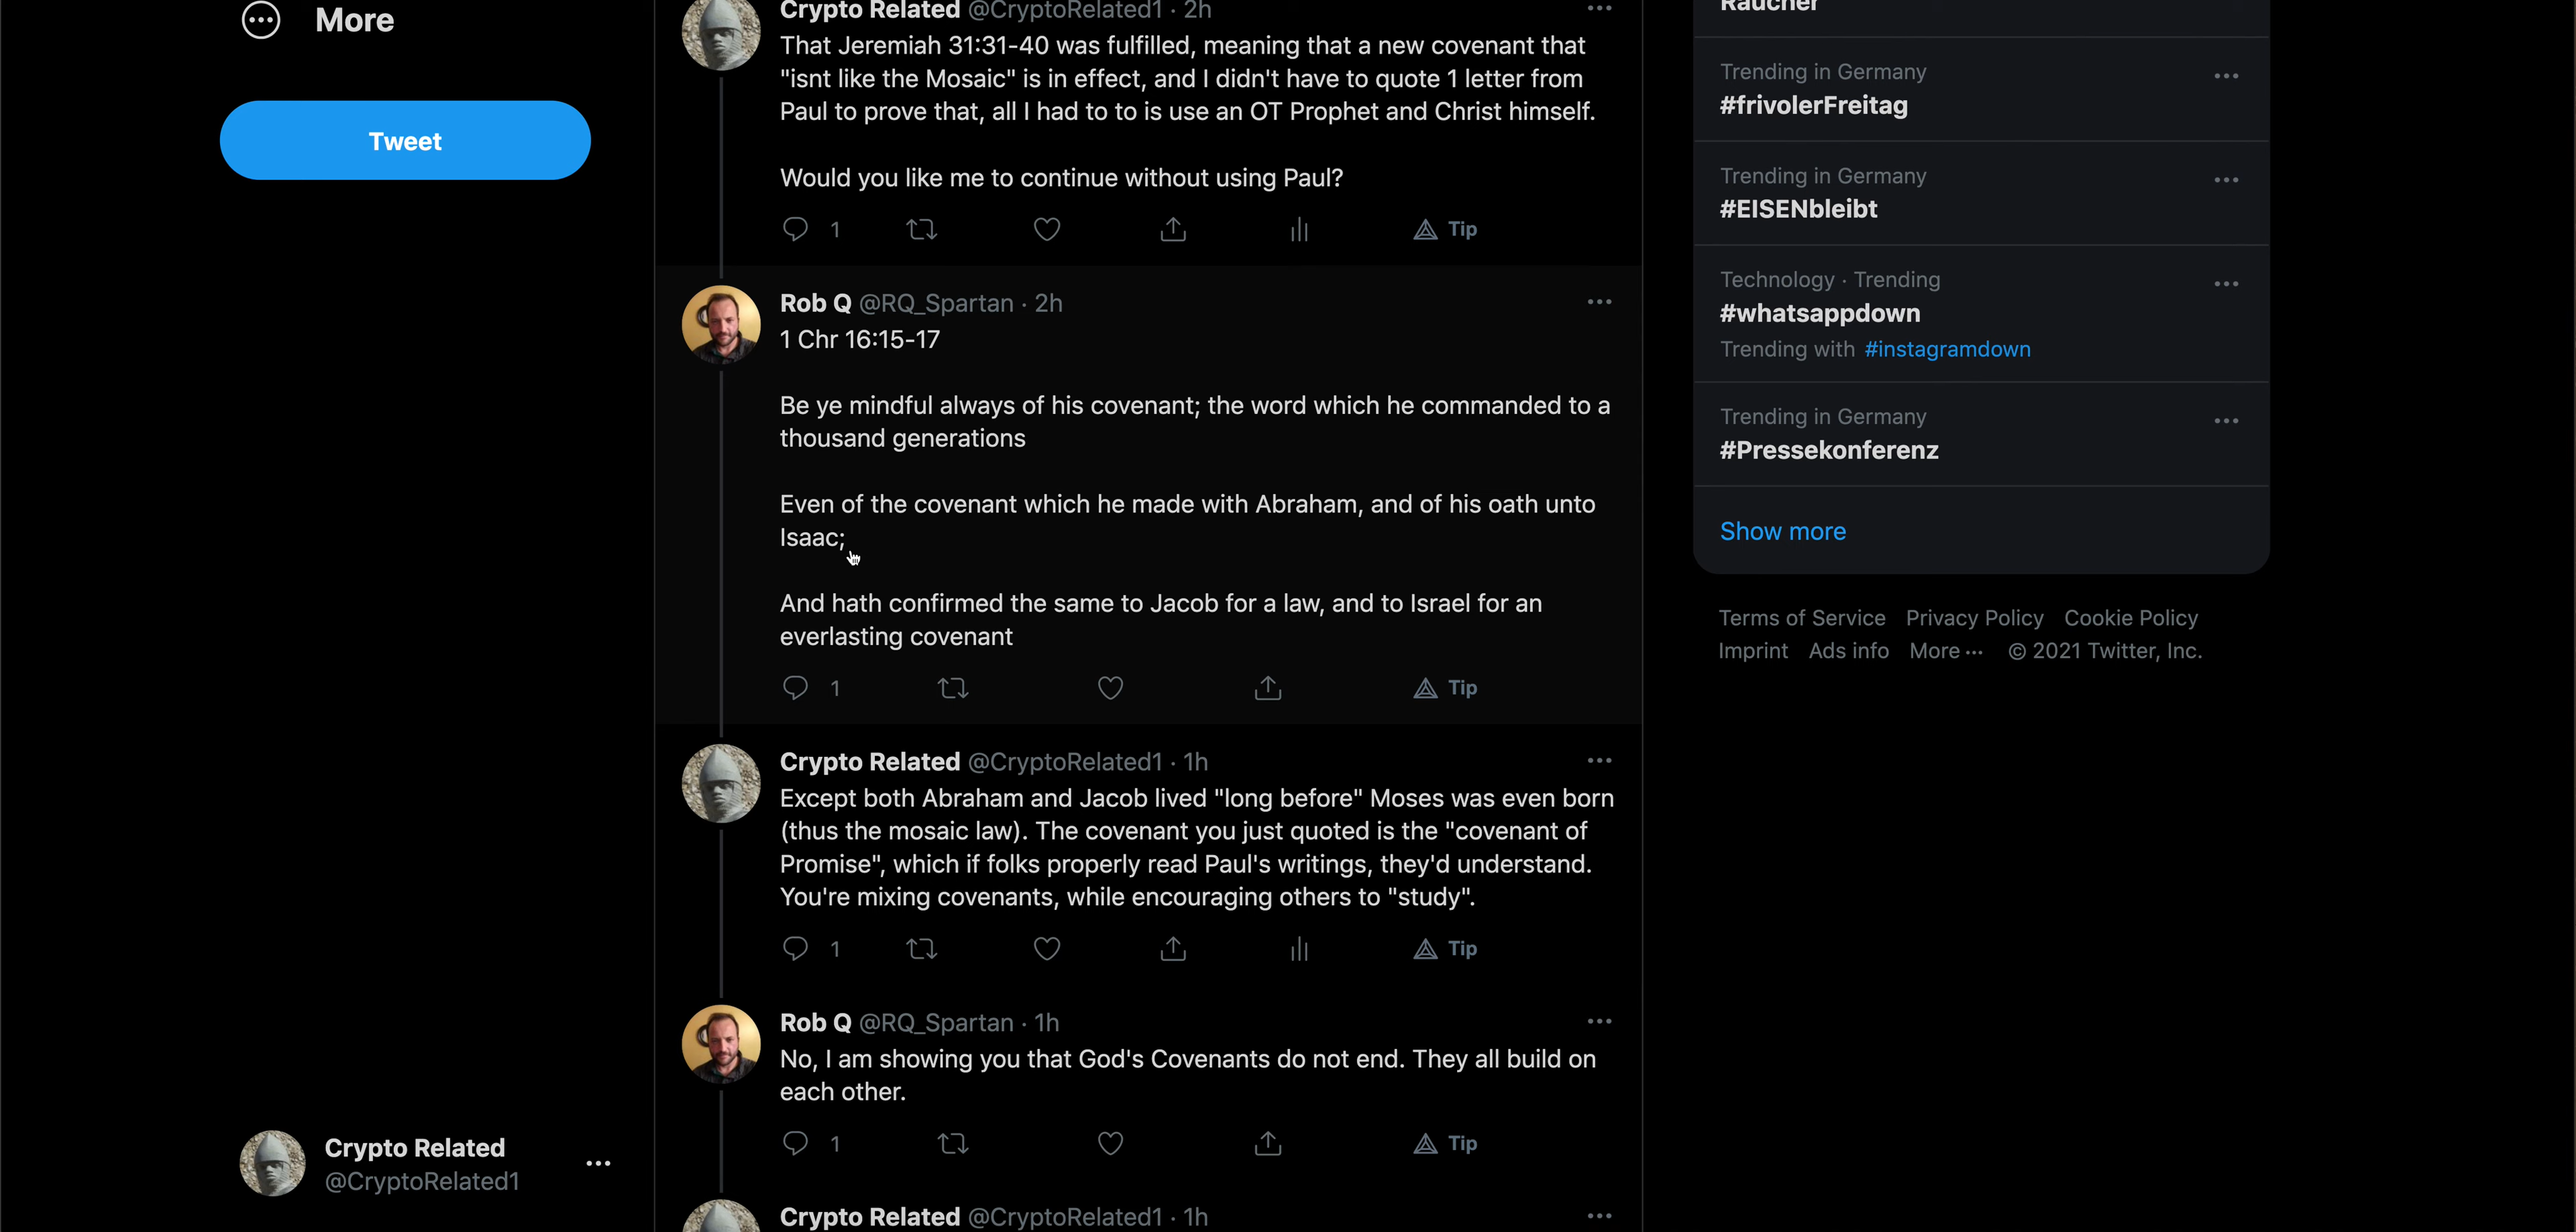 More
Tweet
Crypto Related @CryptoRelated1 · 2h
That Jeremiah 31:31-40 was fulfilled, meaning that a new covenant that
"isnt like the Mosaic" is in effect, and I didn't have to quote 1 letter from
Paul to prove that, all I had to to is use an OT Prophet and Christ himself.
Would you like me to continue without using Paul?
1
Tip
Rob Q @RQ_Spartan · 2h
1 Chr 16:15-17
Be ye mindful always of his covenant; the word which he commanded to a
thousand generations
Even of the covenant which he made with Abraham, and of his oath unto
Isaac;
And hath confirmed the same to Jacob for a law, and to Israel for an
everlasting covenant
1
Tip
Crypto Related @CryptoRelated1 · 1h
Except both Abraham and Jacob lived "long before" Moses was even born
(thus the mosaic law). The covenant you just quoted is the "covenant of
Promise", which if folks properly read Paul's writings, they'd understand.
You're mixing covenants, while encouraging others to "study".
1
Tip
Rob Q @RQ_Spartan · 1h
No, I am showing you that God's Covenants do not end. They all build on
each other.
1
Tip
Crypto Related @CryptoRelated1 · 1h
Crypto Related
@CryptoRelated1
Raucher
Trending in Germany
#frivolerFreitag
Trending in Germany
#EISENbleibt
Technology · Trending
#whatsappdown
Trending with #instagramdown
Trending in Germany
#Pressekonferenz
Show more
Terms of Service Privacy Policy Cookie Policy
Imprint Ads info More ··· © 2021 Twitter, Inc.